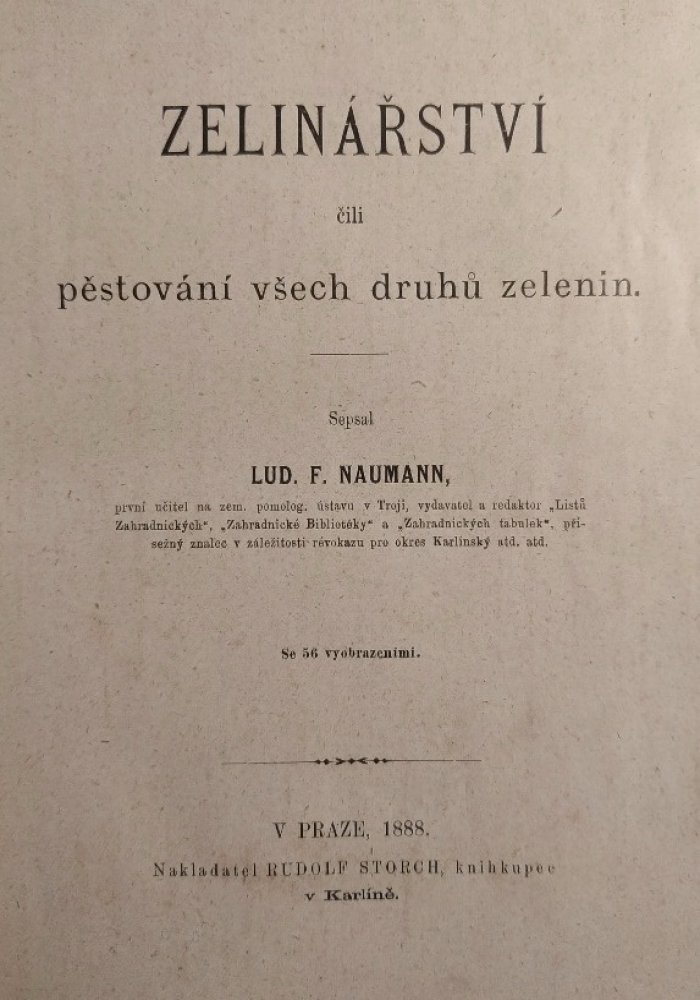 ZELINÁŘSTVÍ
čili
pěstování všech druhů zelenin.
Sepsal
LUD. F. NAUMANN,
první učitel na zem. pomolog. ústavu v Troji, vydavatel a redaktor „Listů
Zahradnických“, „Zahradnické Bibliotéky“ a „Zahradnických tabulek“, pří-
sežný znalec v záležitosti révokazu pro okres Karlínský atd. atd.
Se 56 vyobrazeními.
V PRAZE, 1888.
Nakladatel RUDOLF STORCH, knihkupec
v Karlíně.